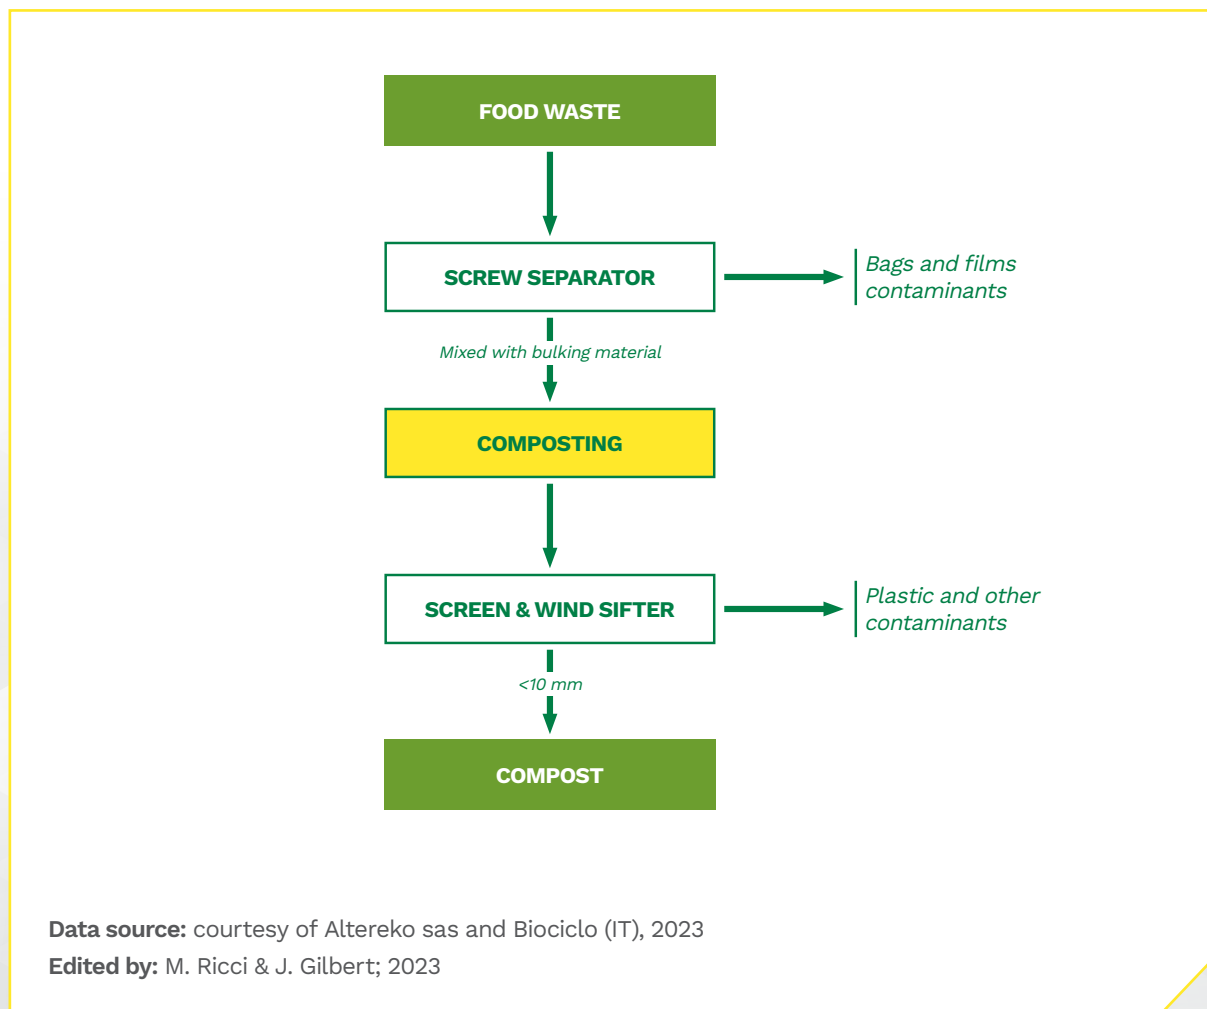 FOOD WASTE
SCREW SEPARATOR
Bags and films
contaminants
Mixed with bulking material
COMPOSTING
SCREEN & WIND SIFTER
Plastic and other
contaminants
<10 mm
COMPOST
Data source: courtesy of Altereko sas and Biociclo (IT), 2023
Edited by: M. Ricci & J. Gilbert; 2023